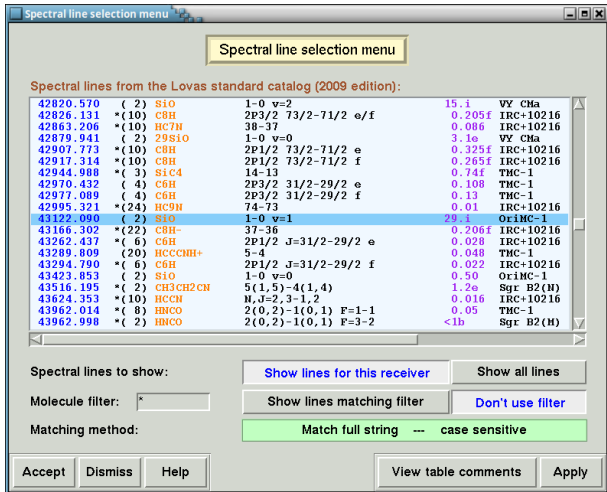 Spectral line selection menu
Spectral line selection menu
Spectral lines from the Lovas standard catalog (2009 edition):
42820.570 ( 2) SiO 1-0 v=2 15.i VY CMa
42826.131 *(10) C8H 2P3/2 73/2-71/2 e/f 0.205f IRC+10216
42863.206 *(10) HC7N 38-37 0.086 IRC+10216
42879.941 ( 2) 29SiO 1-0 v=0 3.1e VY CMa
42907.773 *(10) C8H 2P1/2 73/2-71/2 e 0.325f IRC+10216
42917.314 *(10) C8H 2P1/2 73/2-71/2 f 0.265f IRC+10216
42944.988 *( 3) SiC4 14-13 0.74f TMC-1
42970.432 ( 4) C6H 2P3/2 31/2-29/2 e 0.108 TMC-1
42977.089 ( 4) C6H 2P3/2 31/2-29/2 f 0.13 TMC-1
42995.321 *(24) HC9N 74-73 0.01 IRC+10216
43122.090 ( 2) SiO 1-0 v=1 29.i OriMC-1
43166.302 *(22) C8H- 37-36 0.206f IRC+10216
43262.437 *( 6) C6H 2P1/2 J=31/2-29/2 e 0.028 IRC+10216
43289.809 (20) HCCCNH+ 5-4 0.048 TMC-1
43294.790 *( 6) C6H 2P1/2 J=31/2-29/2 f 0.022 IRC+10216
43423.853 ( 2) SiO 1-0 v=0 0.50 OriMC-1
43516.195 *( 2) CH3CH2CN 5(1,5)-4(1,4) 1.2e Sgr B2(N)
43624.353 *(10) HCCN N,J=2,3-1,2 0.016 IRC+10216
43962.014 *( 8) HNCO 2(0,2)-1(0,1) F=1-1 0.05 TMC-1
43962.998 *( 2) HNCO 2(0,2)-1(0,1) F=3-2 <1b Sgr B2(M)
Spectral lines to show: Show lines for this receiver Show all lines
Molecule filter: * Show lines matching filter Don't use filter
Matching method: Match full string --- case sensitive
Accept Dismiss Help View table comments Apply